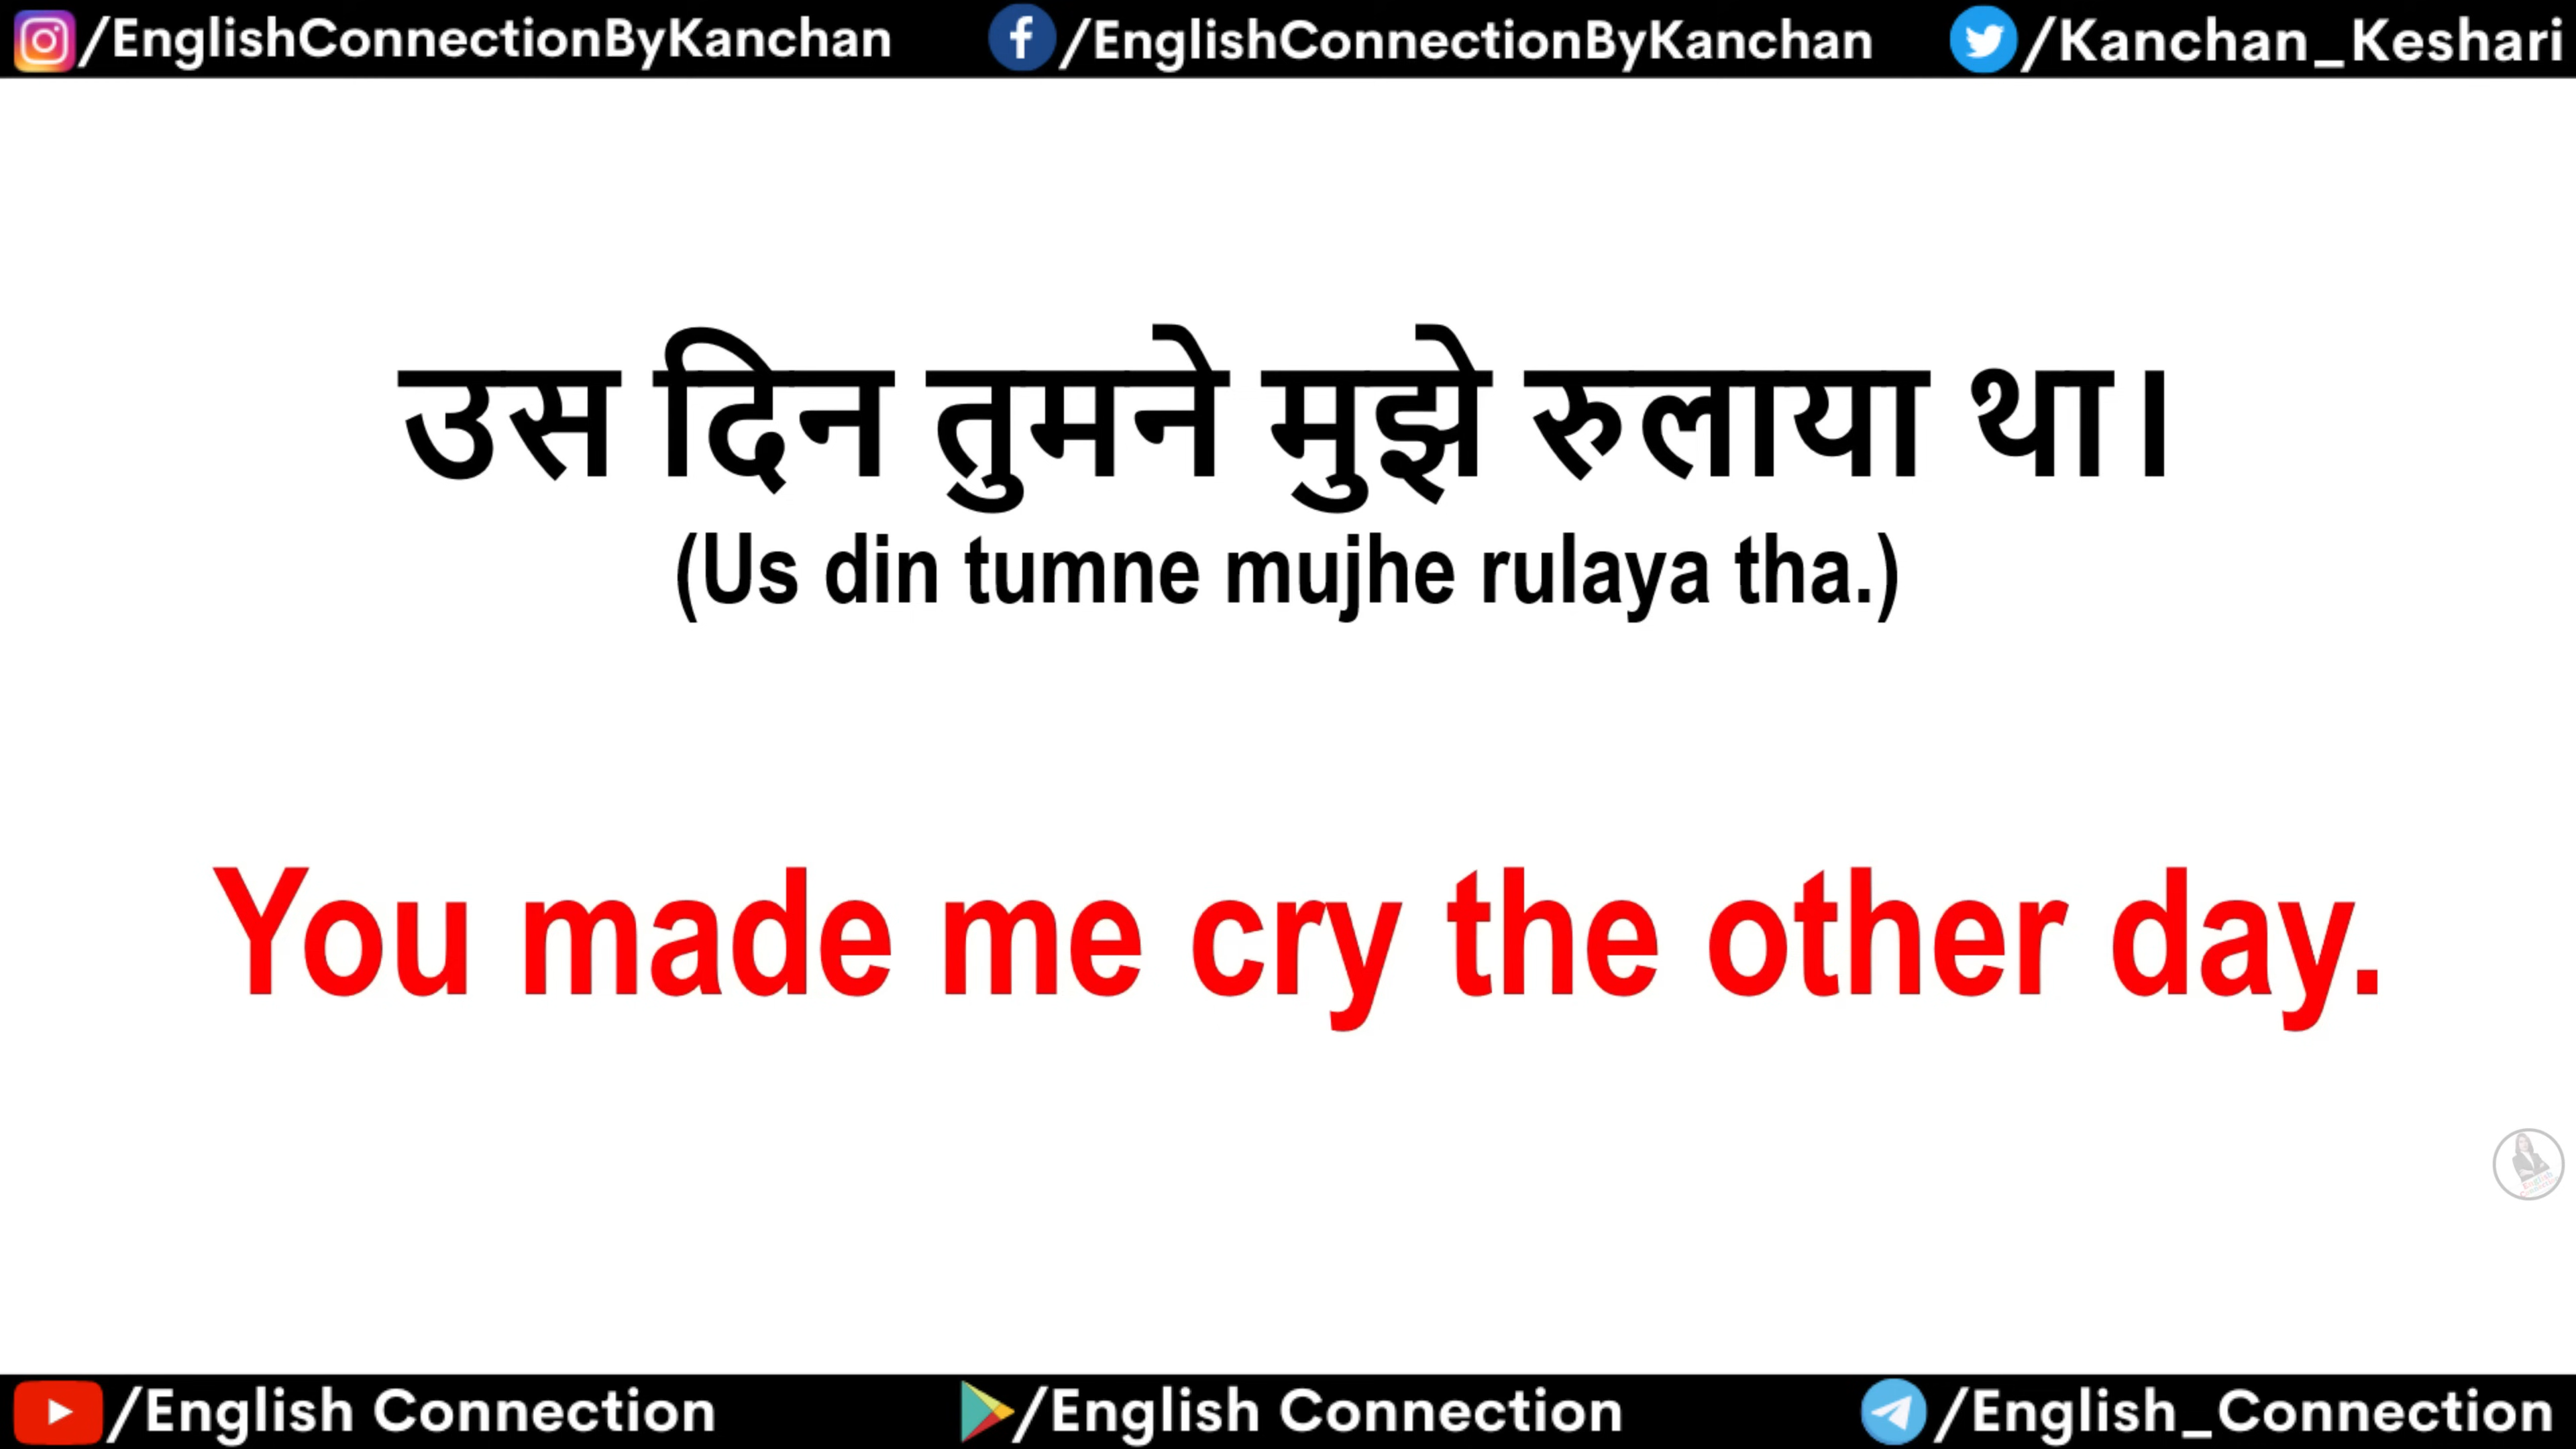 /EnglishConnectionByKanchan /EnglishConnectionByKanchan /Kanchan_Keshari
उस दिन तुमने मुझे रुलाया था।
(Us din tumne mujhe rulaya tha.)
You made me cry the other day.
/English Connection /English Connection /English_Connection